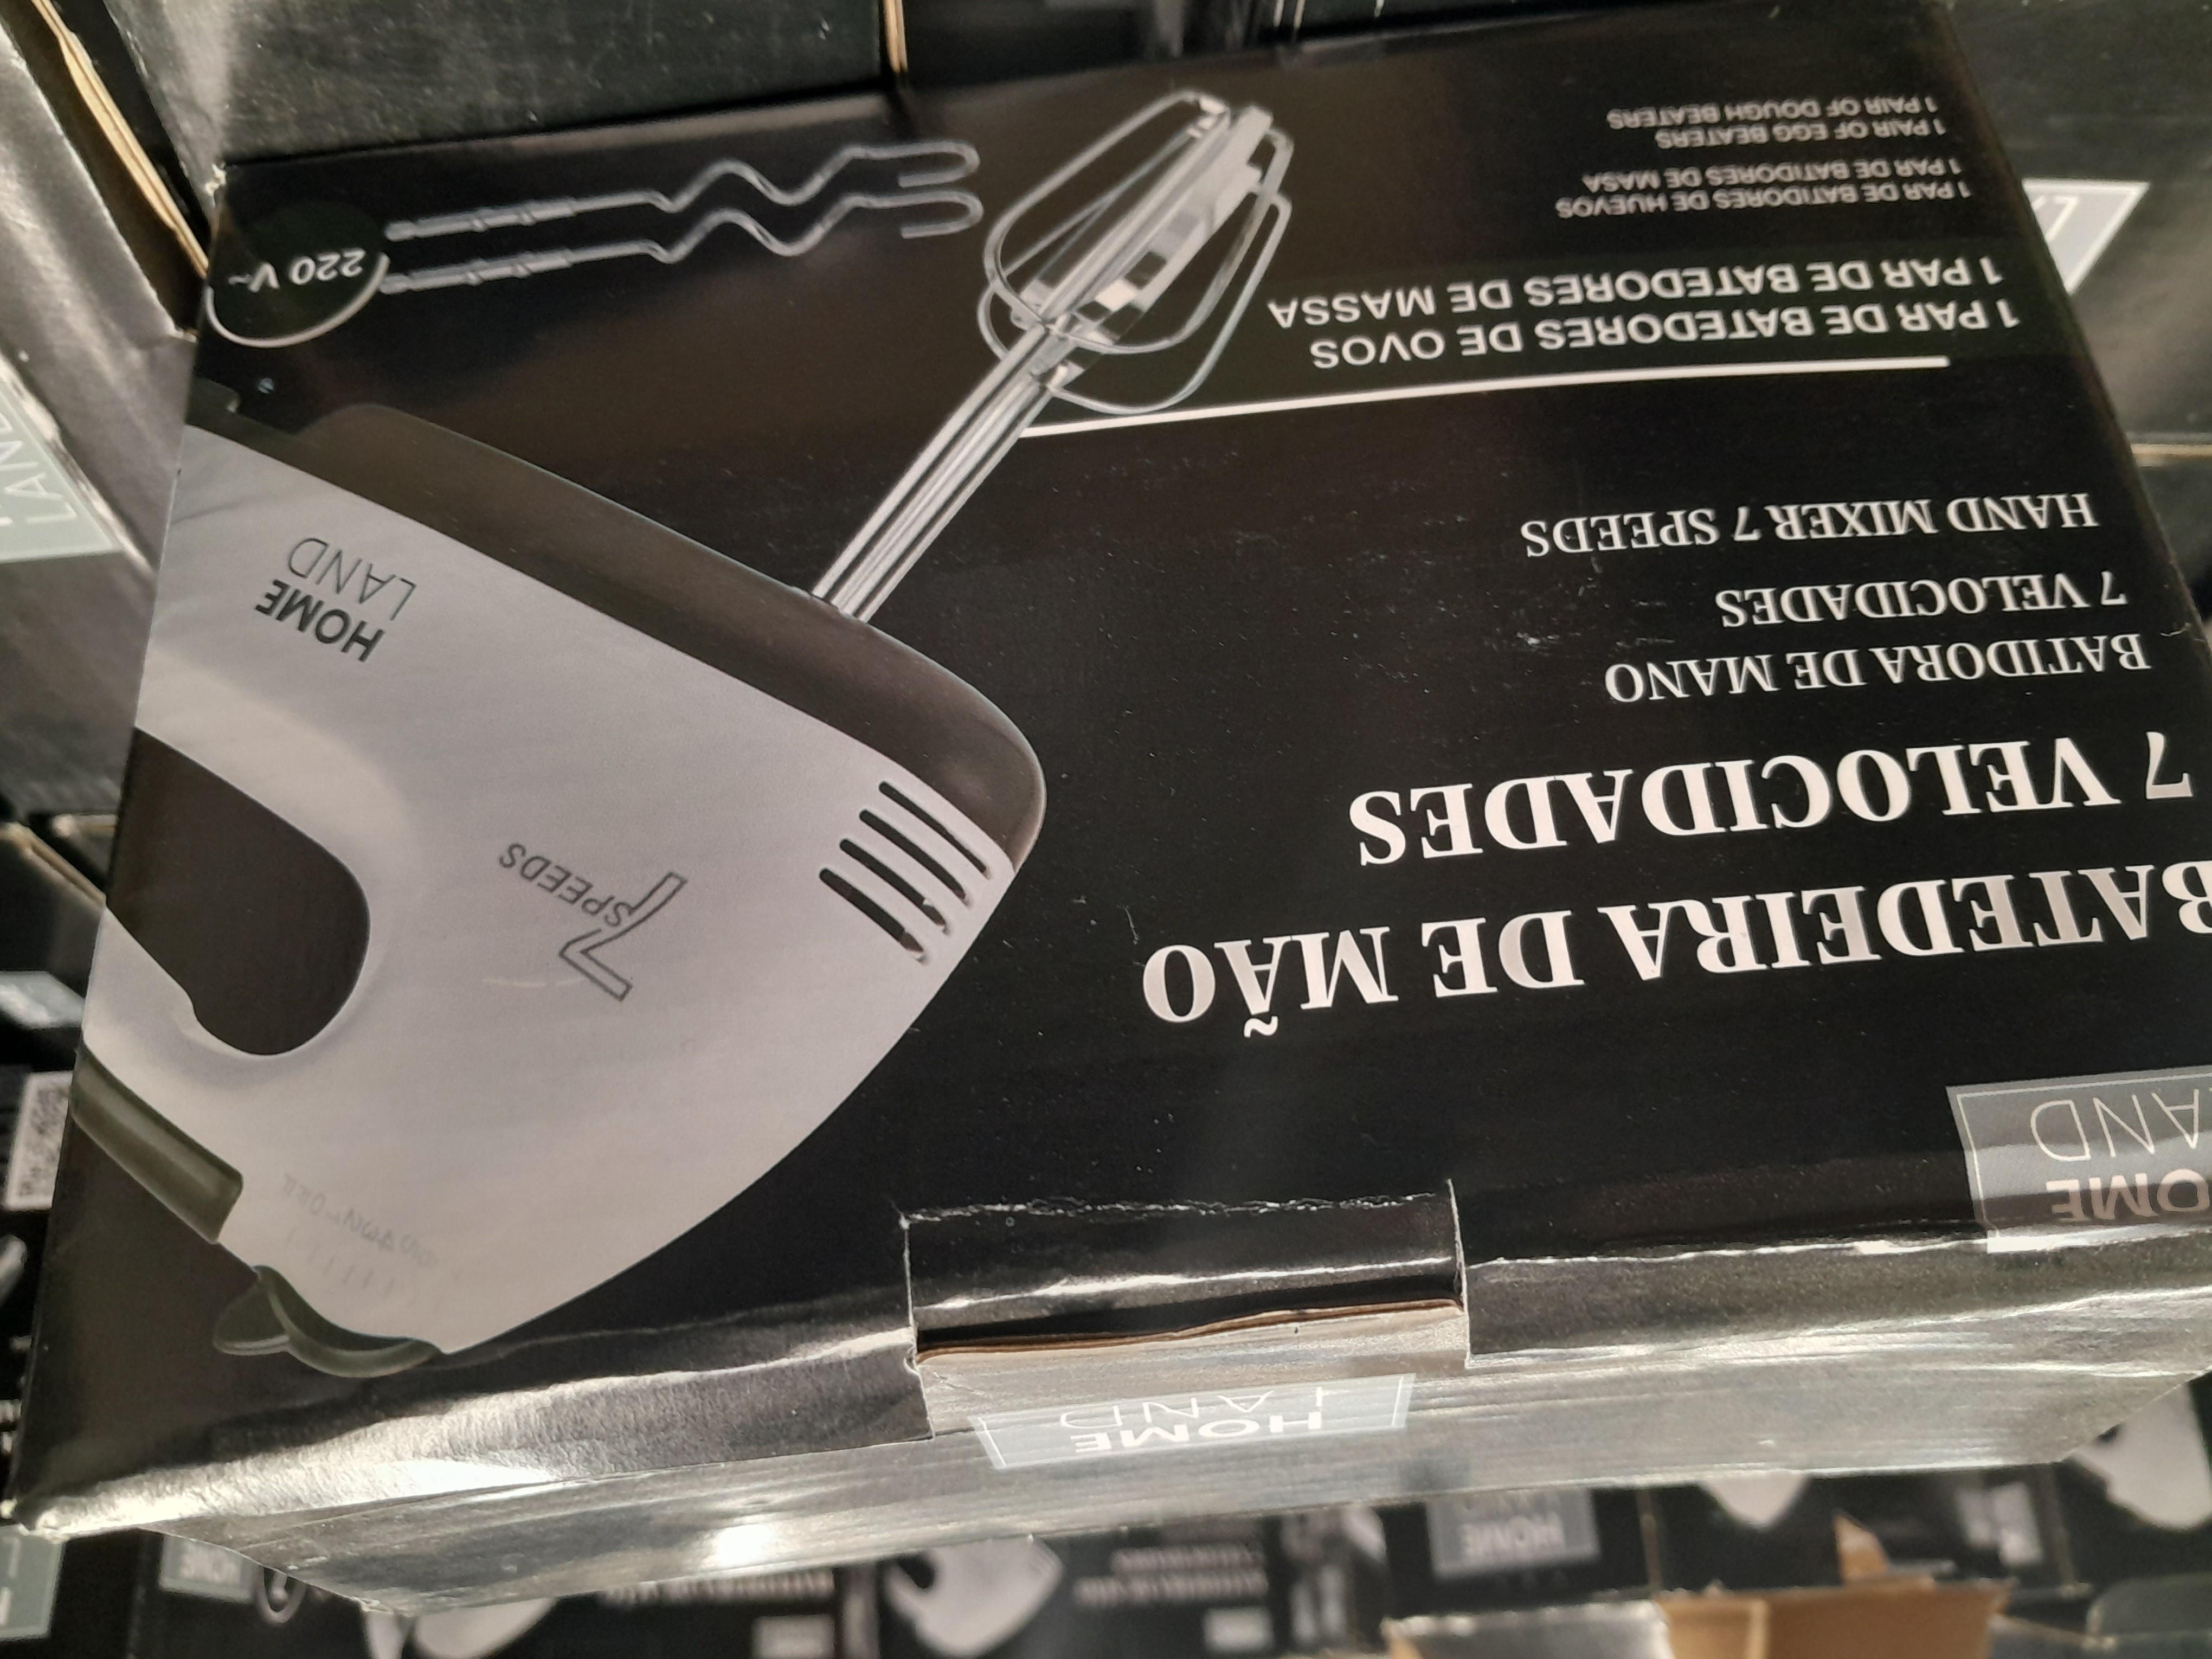 HOME
LAND
BATEDEIRA DE MÃO
7 VELOCIDADES
BATIDORA DE MANO
7 VELOCIDADES
HAND MIXER 7 SPEEDS
1 PAR DE BATEDORES DE OVOS
1 PAR DE BATEDORES DE MASSA
1 PAR DE BATIDORES DE HUEVOS
1 PAR DE BATIDORES DE MASA
1 PAIR OF EGG BEATERS
1 PAIR OF DOUGH BEATERS
7
SPEEDS
HOME
LAND
220 V~
HOME
LAND